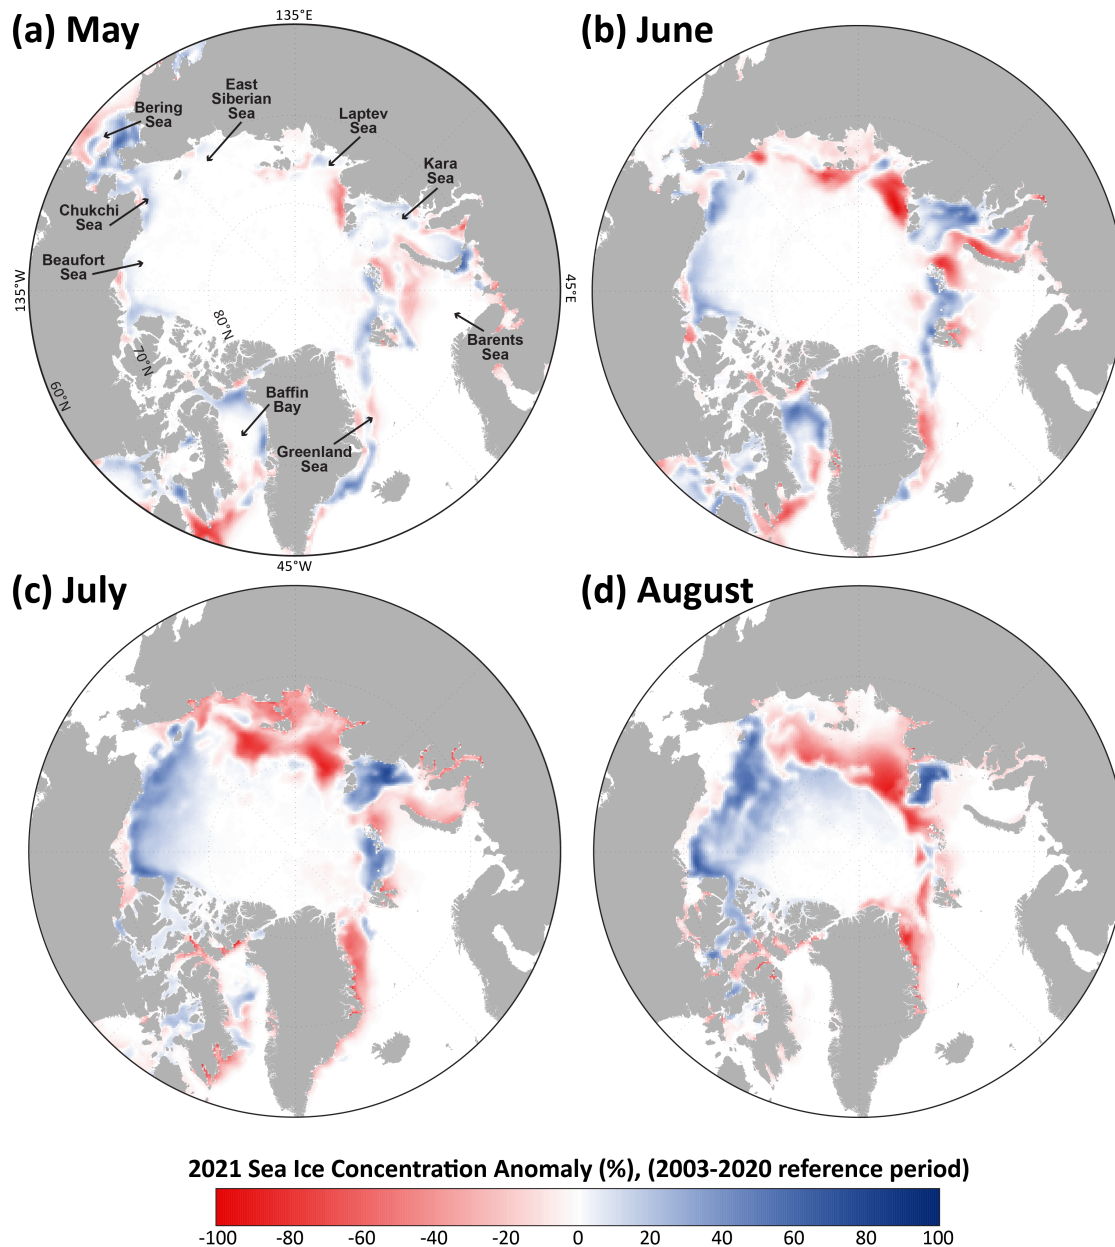 (a) May
135°E
(b) June
Bering
Sea
East
Siberian
Sea
Laptev
Sea
Kara
Sea
Chukchi
Sea
Beaufort
Sea
135°W
45°E
80°N
70°N
60°N
Barents
Sea
Baffin
Bay
Greenland
Sea
45°W
(c) July
(d) August
2021 Sea Ice Concentration Anomaly (%), (2003-2020 reference period)
-100 -80 -60 -40 -20 0 20 40 60 80 100